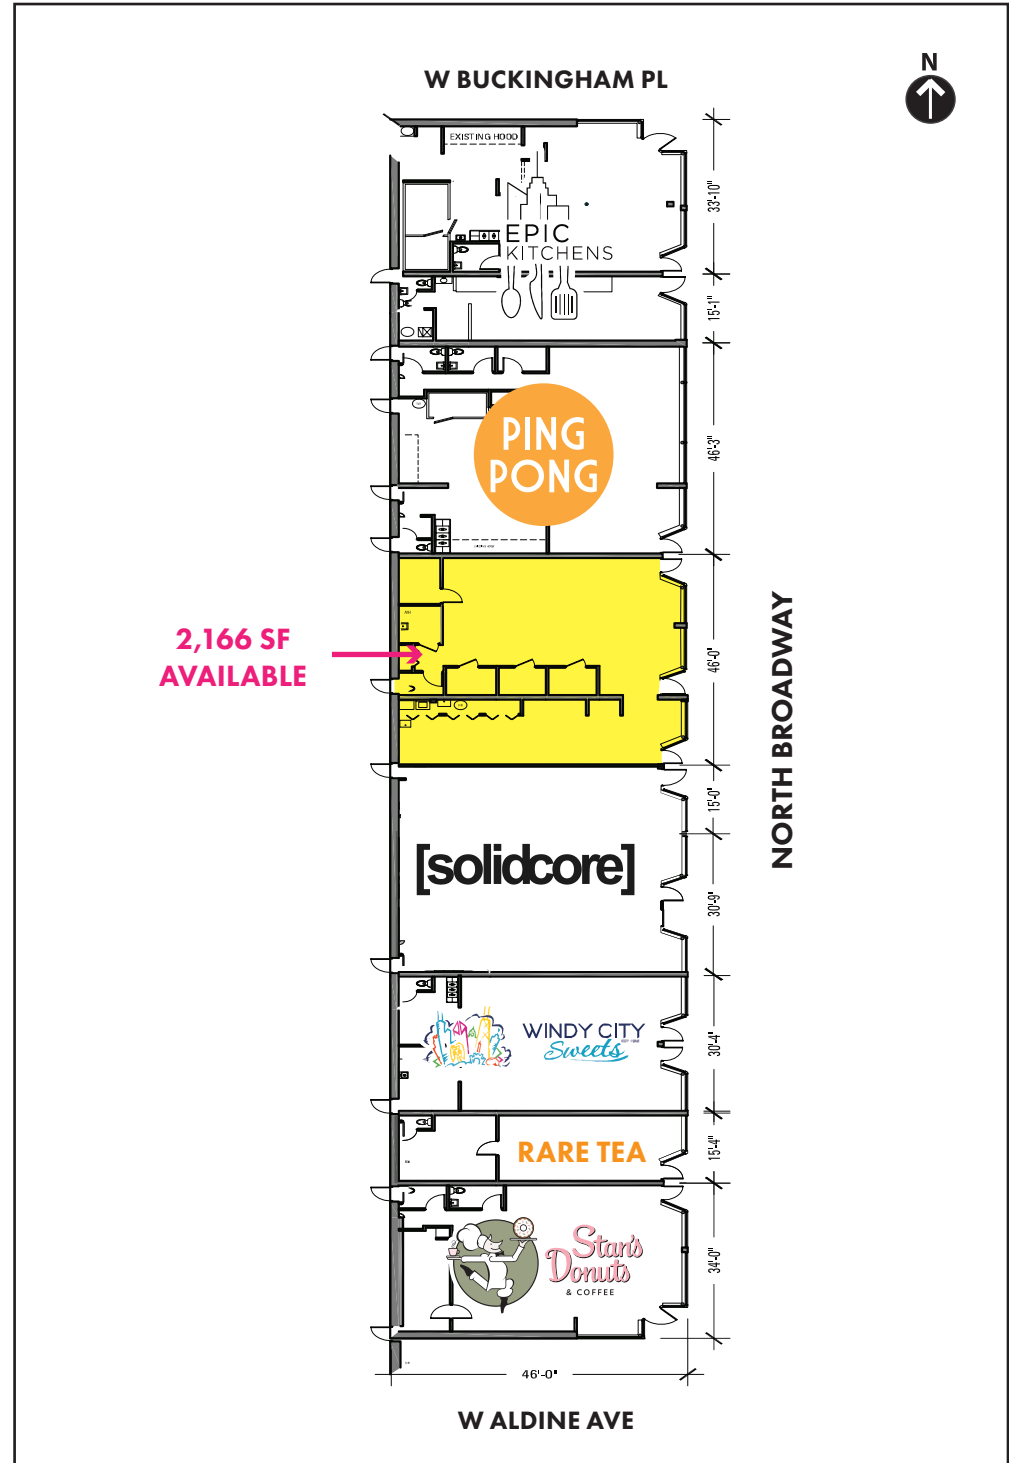 W BUCKINGHAM PL
N
EXISTING HOOD
33'-10"
EPIC
KITCHENS
15'-1"
PING
PONG
46'-3"
2,166 SF
AVAILABLE
46'-0"
NORTH BROADWAY
15'-0"
[solidcore]
30'-9"
WINDY CITY
Sweets
30'-4"
RARE TEA
15'-4"
Stan's
Donuts
& COFFEE
34'-0"
46'-0"
W ALDINE AVE